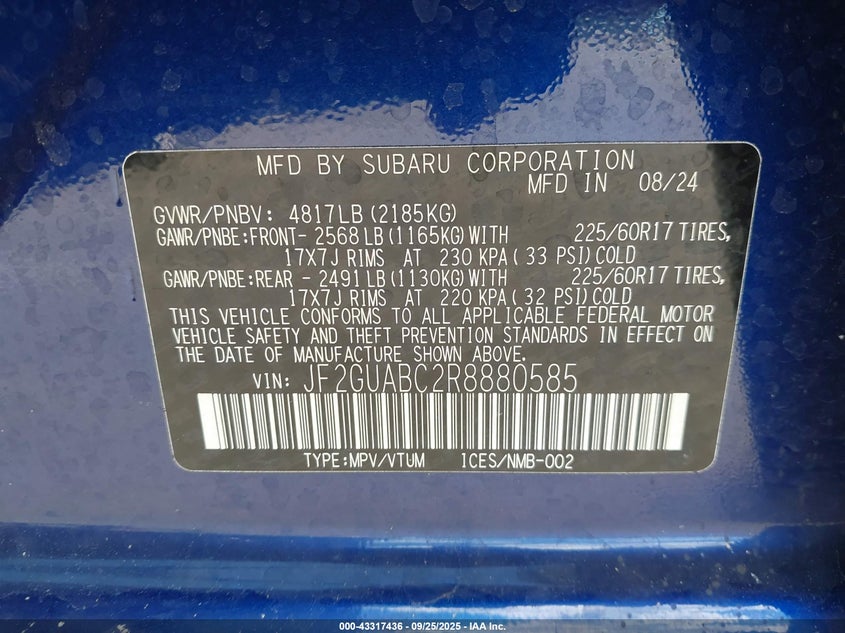 MFD BY SUBARU CORPORATION
MFD IN 08/24
GVWR/PNBV: 4817LB (2185KG)
GAWR/PNBE:FRONT- 2568 LB (1165KG) WITH 225/60R17 TIRES,
17X7J RIMS AT 230 KPA ( 33 PSI) COLD
GAWR/PNBE:REAR - 2491 LB (1130KG) WITH 225/60R17 TIRES,
17X7J RIMS AT 220 KPA ( 32 PSI) COLD
THIS VEHICLE CONFORMS TO ALL APPLICABLE FEDERAL MOTOR
VEHICLE SAFETY AND THEFT PREVENTION STANDARDS IN EFFECT ON
THE DATE OF MANUFACTURE SHOWN ABOVE.
VIN: JF2GUABC2R8880585
TYPE:MPV/VTUM ICES/NMB-002
000-43317436 - 09/25/2025 - IAA Inc.